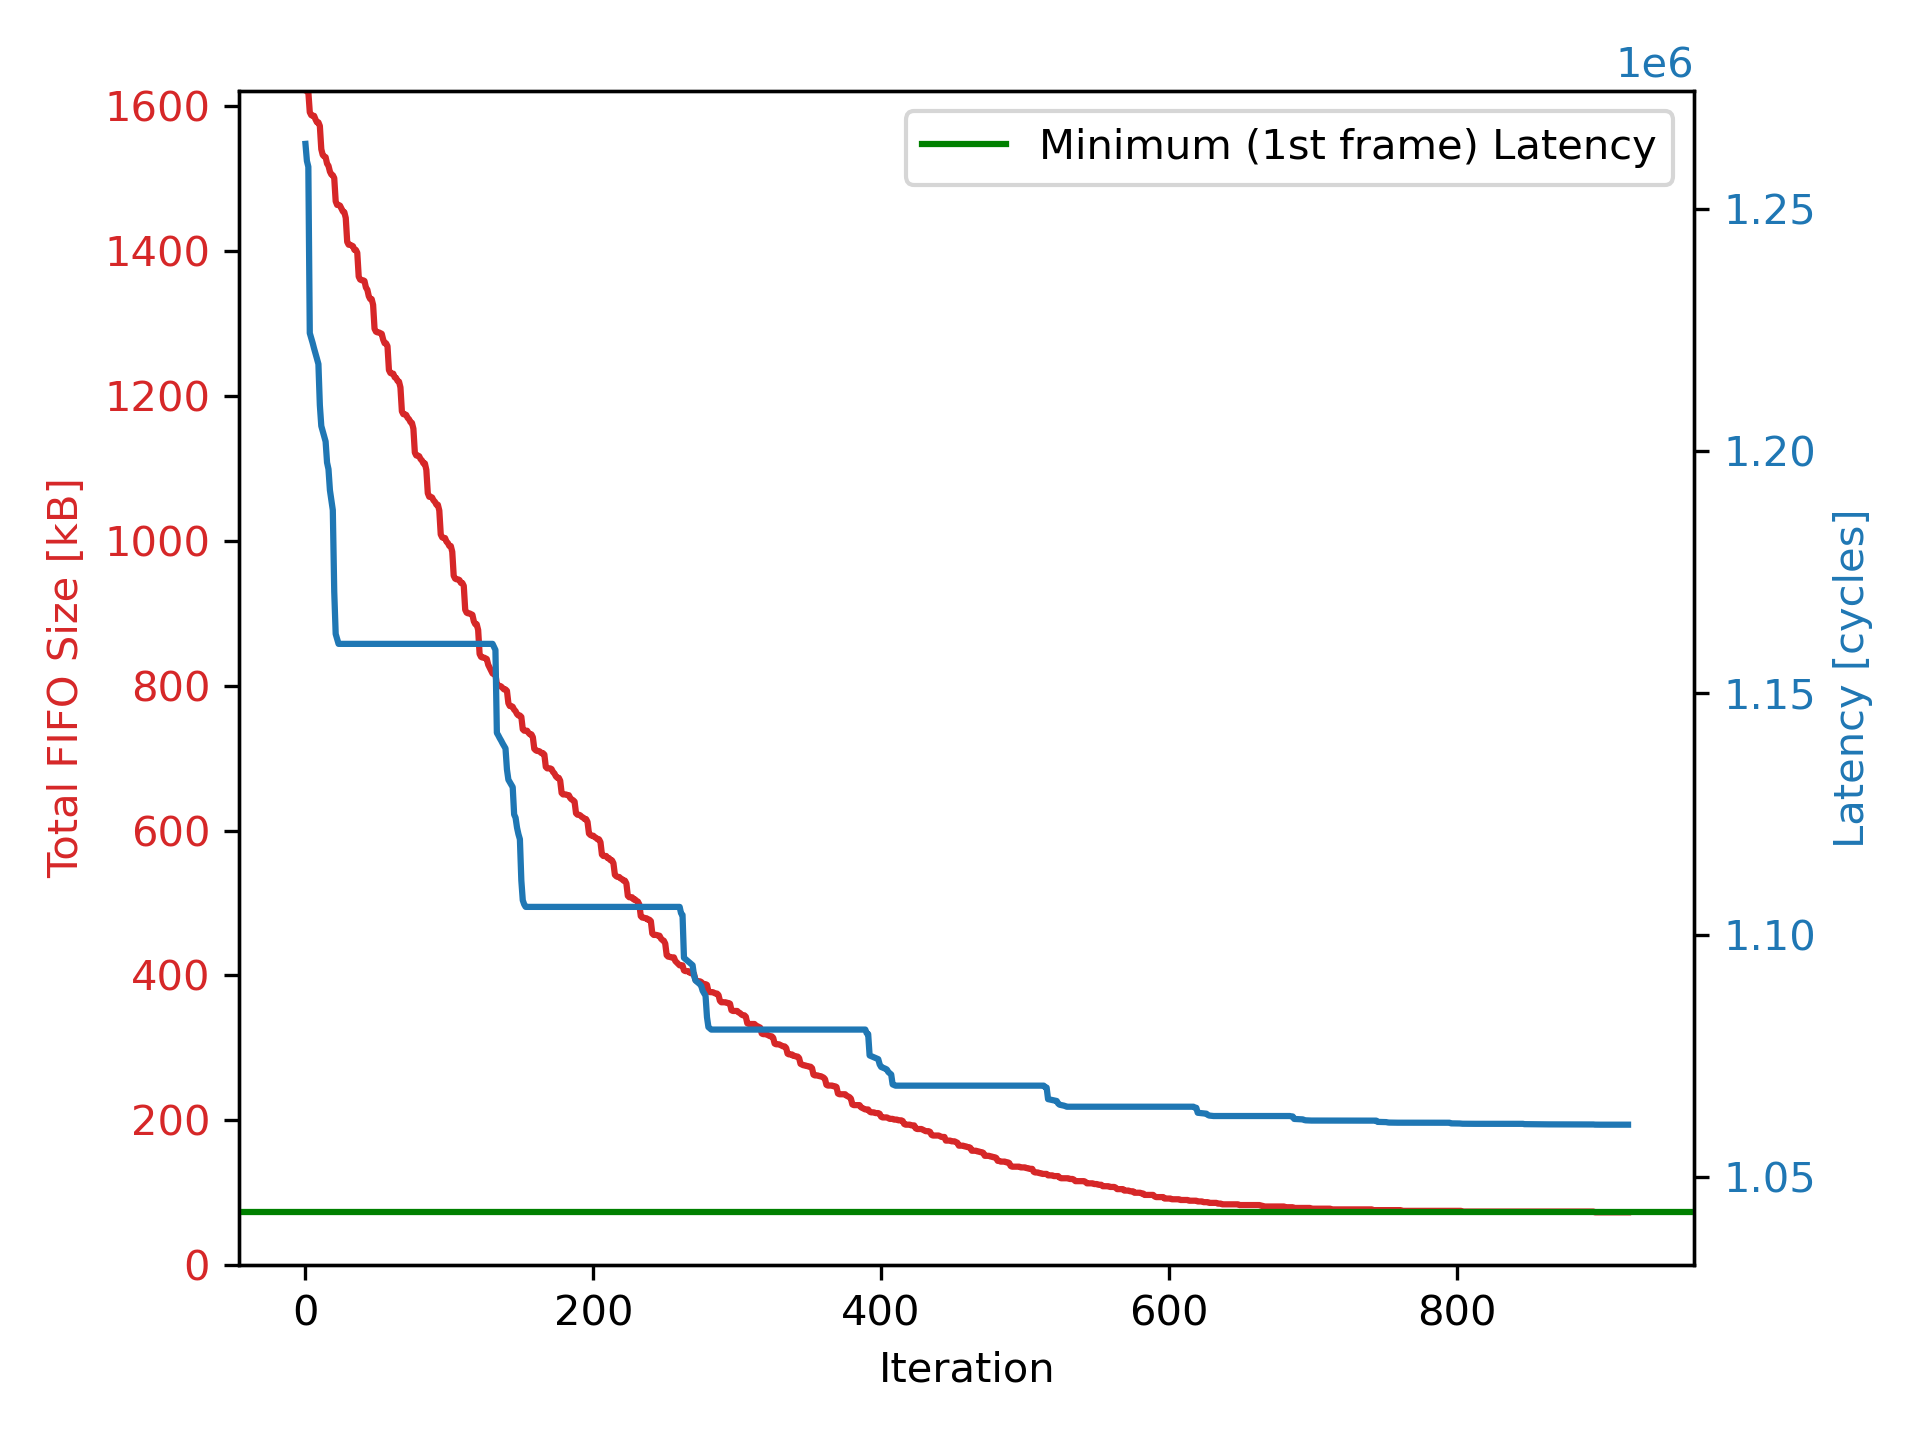 1e6
Minimum (1st frame) Latency
1600
1400
1200
1000
800
600
400
200
0
Total FIFO Size [kB]
1.25
1.20
1.15
1.10
1.05
Latency [cycles]
0 200 400 600 800
Iteration